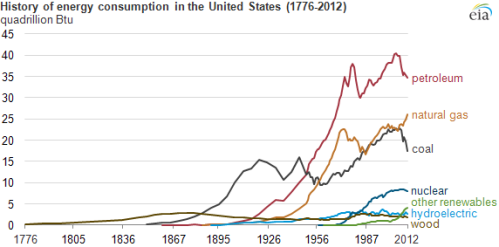 History of energy consumption in the United States (1776-2012)
quadrillion Btu
eia
45
40
35
30
25
20
15
10
5
0
petroleum
natural gas
coal
nuclear
other renewables
hydroelectric
wood
1776 1805 1836 1867 1897 1926 1956 1987 2012